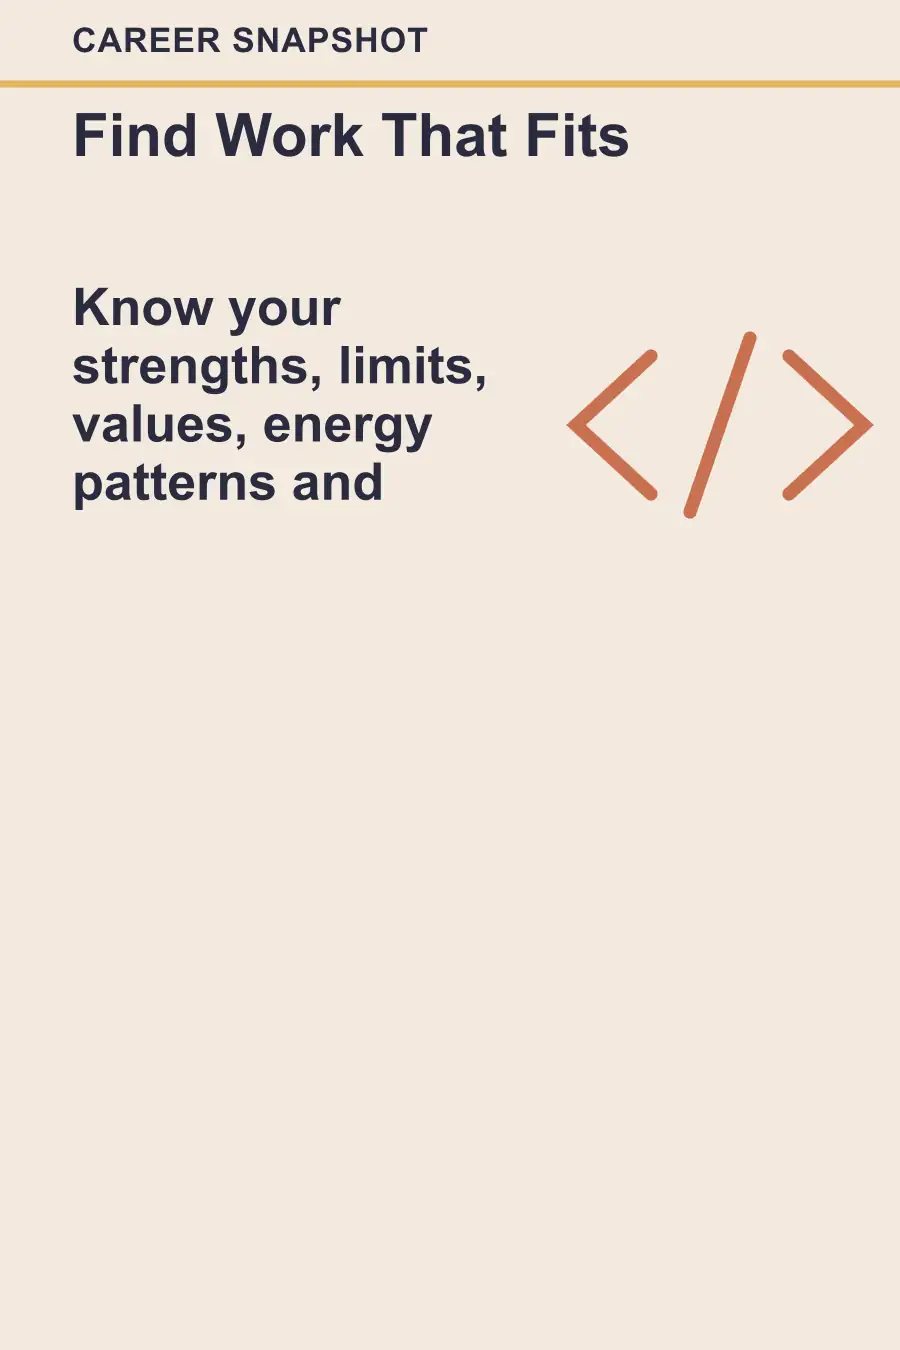 CAREER SNAPSHOT
Find Work That Fits
Know your
strengths, limits,
values, energy
patterns and